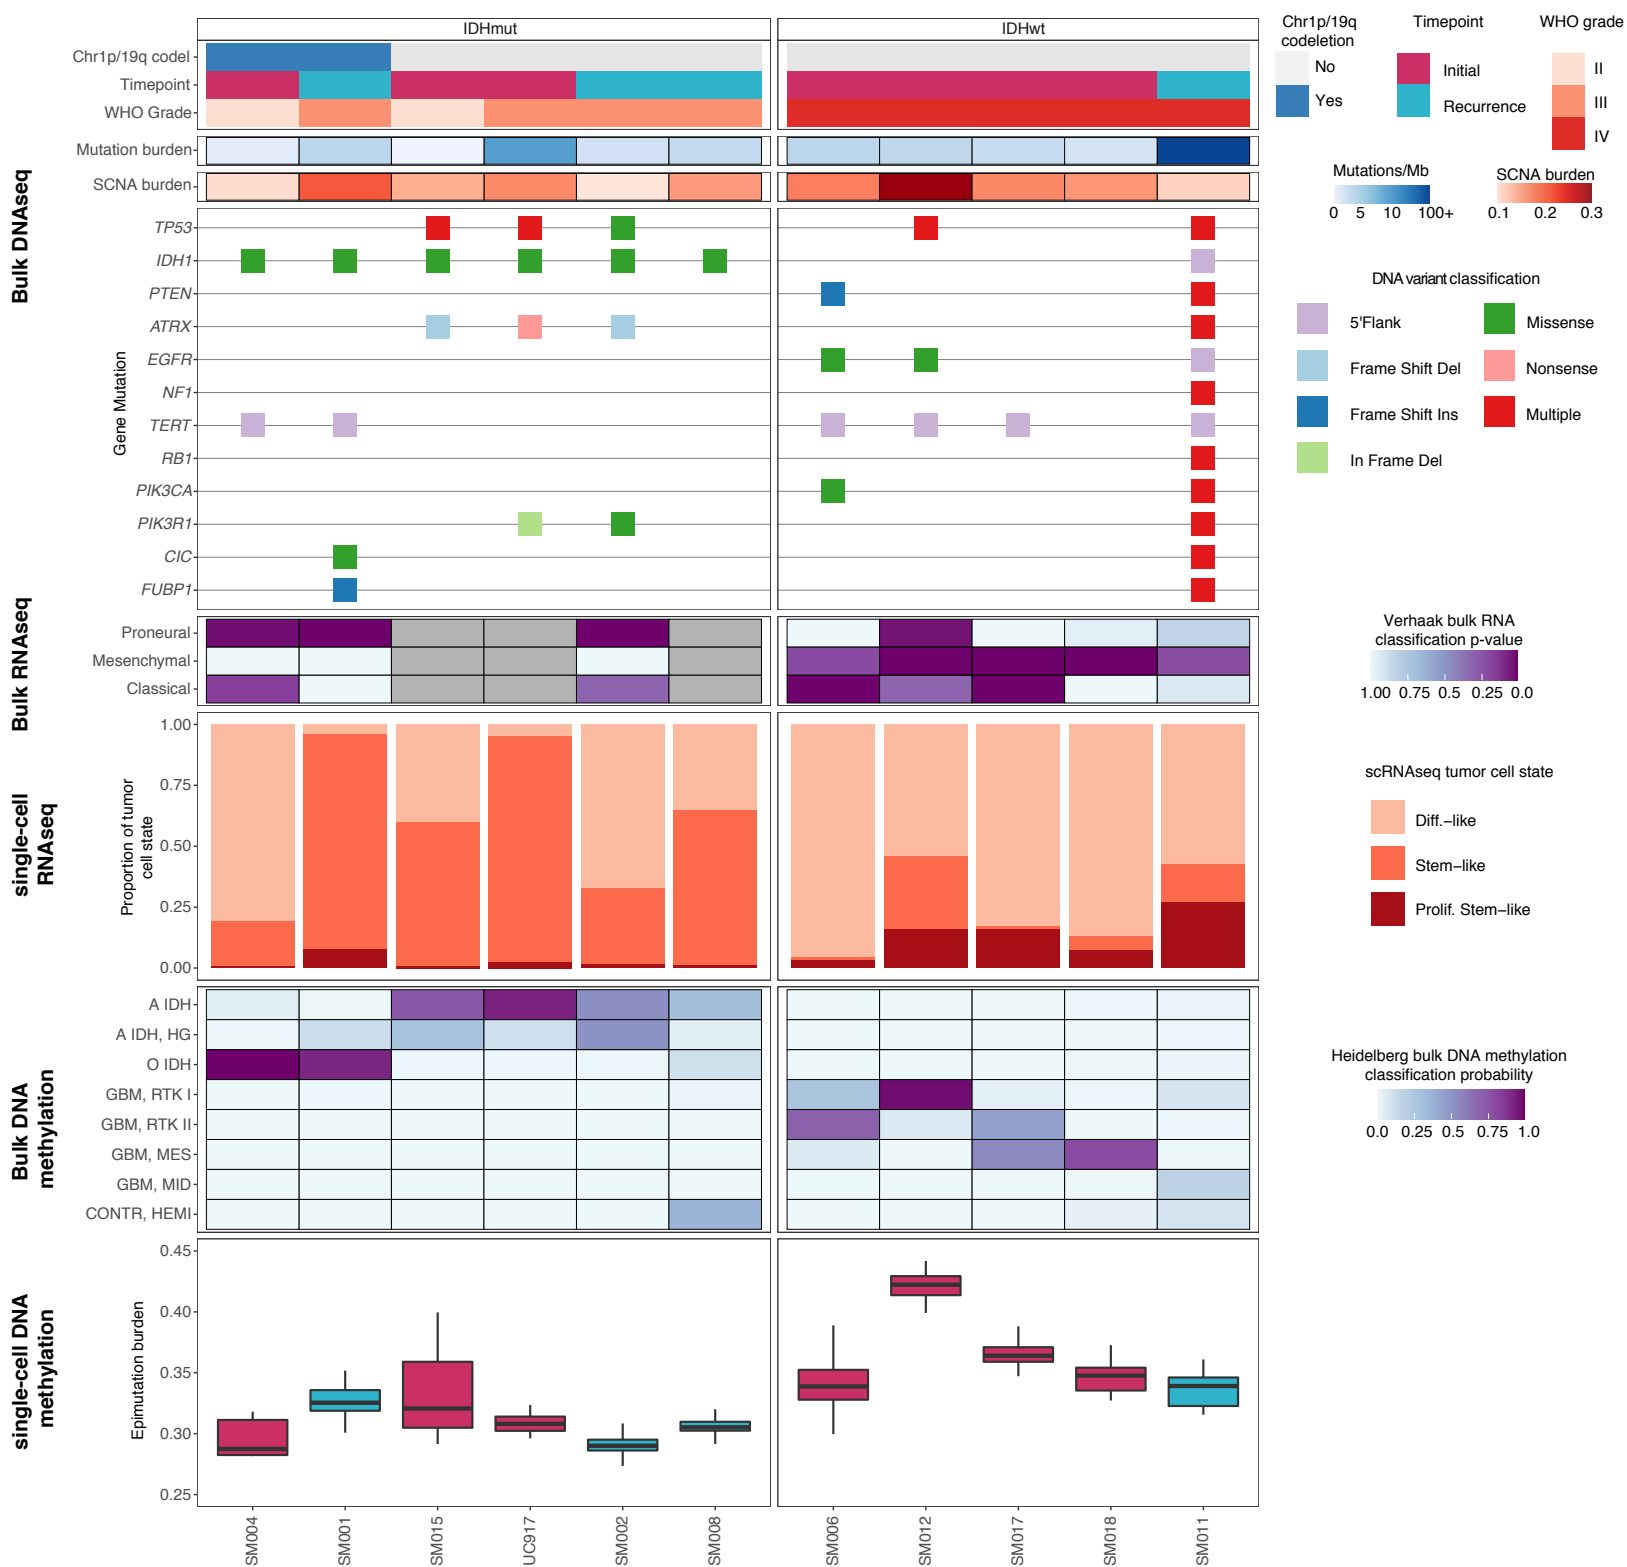 IDHmut
IDHwt
Chr1p/19q codel
Timepoint
WHO Grade
Mutation burden
SCNA burden
Bulk DNAseq
Gene Mutation
TP53
IDH1
PTEN
ATRX
EGFR
NF1
TERT
RB1
PIK3CA
PIK3R1
CIC
FUBP1
Bulk RNAseq
Proneural
Mesenchymal
Classical
single-cell
RNAseq
Proportion of tumor
cell state
1.00
0.75
0.50
0.25
0.00
Bulk DNA
methylation
A IDH
A IDH, HG
O IDH
GBM, RTK I
GBM, RTK II
GBM, MES
GBM, MID
CONTR, HEMI
single-cell DNA
methylation
Epimutation burden
0.45
0.40
0.35
0.30
0.25
SM004
SM001
SM015
UC917
SM002
SM008
SM006
SM012
SM017
SM018
SM011
Chr1p/19q
codeletion
No
Yes
Timepoint
Initial
Recurrence
WHO grade
II
III
IV
Mutations/Mb
0 5 10 100+
SCNA burden
0.1 0.2 0.3
DNA variant classification
5'Flank
Frame Shift Del
Frame Shift Ins
In Frame Del
Missense
Nonsense
Multiple
Verhaak bulk RNA
classification p-value
1.00 0.75 0.50 0.25 0.0
scRNAseq tumor cell state
Diff.−like
Stem−like
Prolif. Stem−like
Heidelberg bulk DNA methylation
classification probability
0.0 0.25 0.50 0.75 1.0